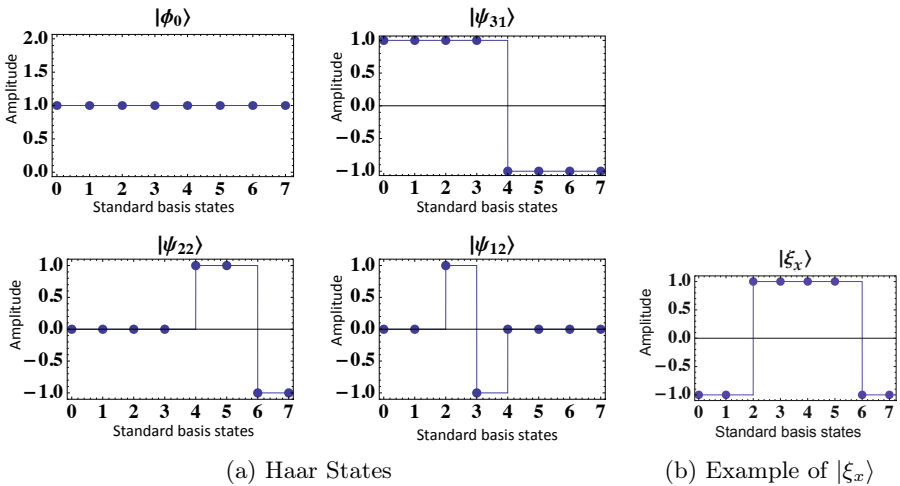 |ϕ₀⟩
Amplitude
2.0
1.5
1.0
0.5
0.0
0 1 2 3 4 5 6 7
Standard basis states
|ψ₃₁⟩
Amplitude
1.0
0.5
0.0
−0.5
−1.0
0 1 2 3 4 5 6 7
Standard basis states
|ψ₂₂⟩
Amplitude
1.0
0.5
0.0
−0.5
−1.0
0 1 2 3 4 5 6 7
Standard basis states
|ψ₁₂⟩
Amplitude
1.0
0.5
0.0
−0.5
−1.0
0 1 2 3 4 5 6 7
Standard basis states
(a) Haar States
|ξₓ⟩
Amplitude
1.0
0.5
0.0
−0.5
−1.0
0 1 2 3 4 5 6 7
Standard basis states
(b) Example of |ξₓ⟩